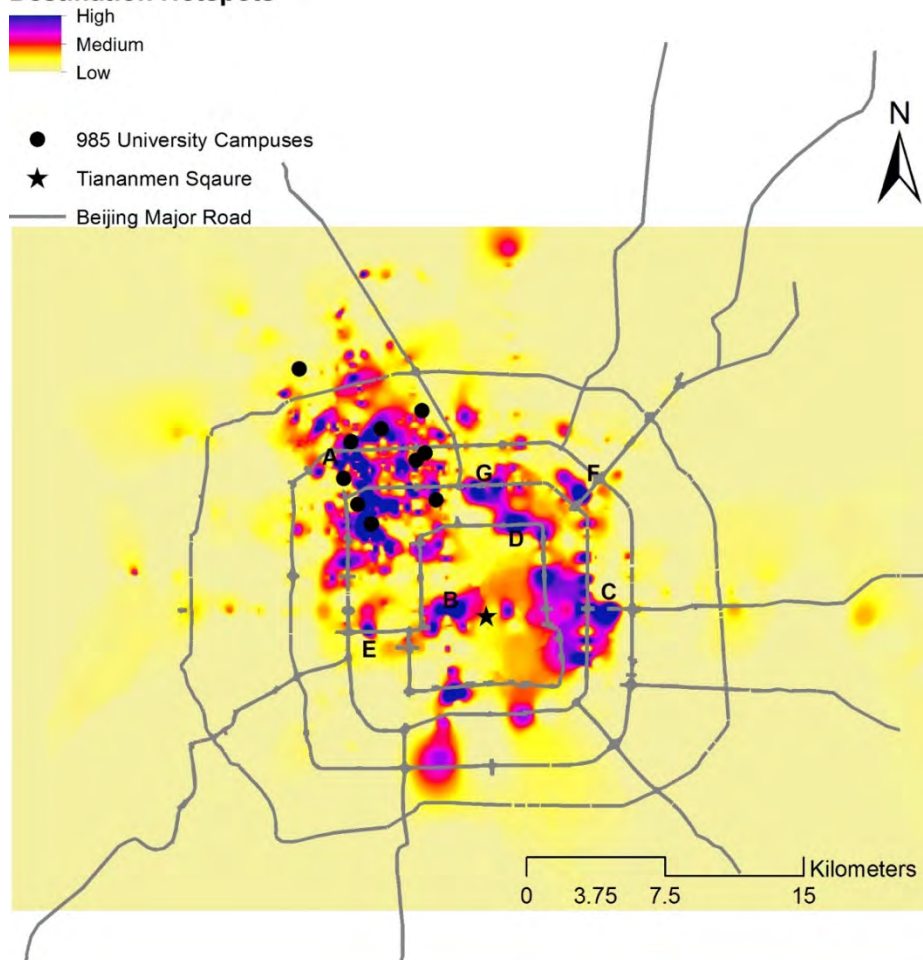 High
Medium
Low
985 University Campuses
Tiananmen Sqaure
Beijing Major Road
N
A
G
F
D
B
C
E
Kilometers
0 3.75 7.5 15